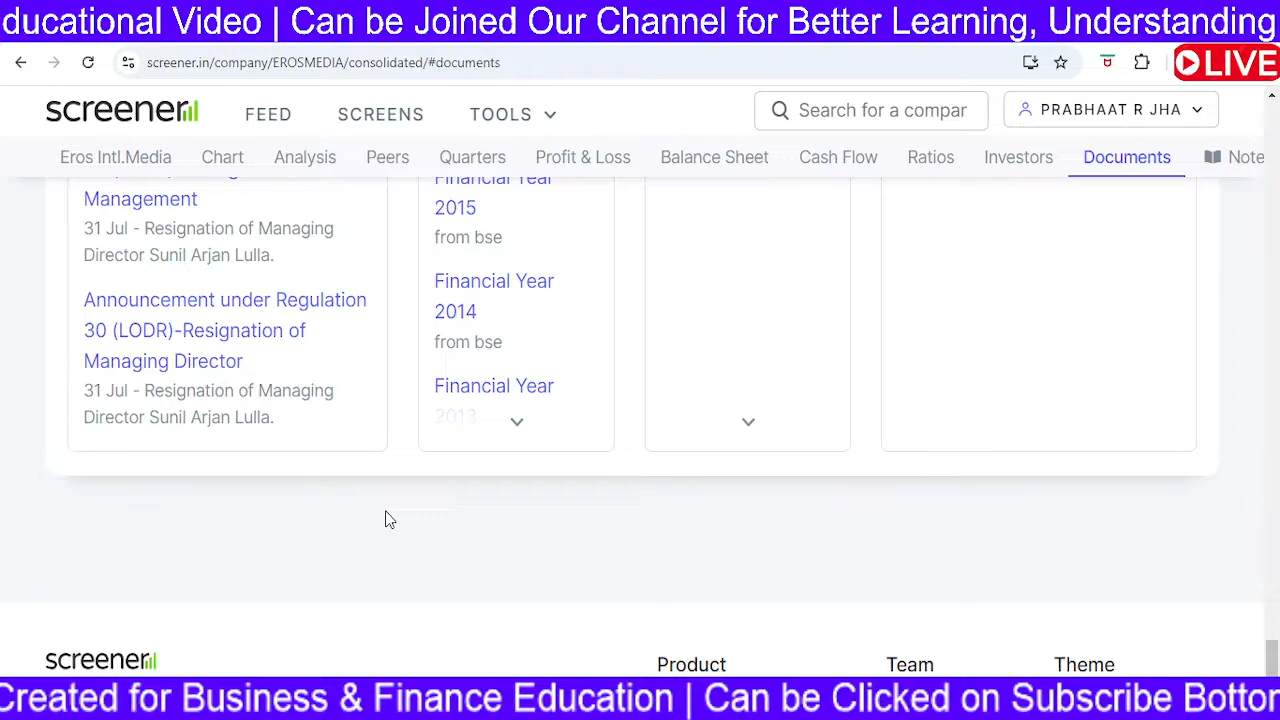 ducational Video | Can be Joined Our Channel for Better Learning, Understanding
screener.in/company/EROSMEDIA/consolidated/#documents
LIVE
screener
FEED
SCREENS
TOOLS
Search for a compar
PRABHAAT R JHA
Eros Intl.Media
Chart
Analysis
Peers
Quarters
Profit & Loss
Balance Sheet
Cash Flow
Ratios
Investors
Documents
Note
Management
31 Jul - Resignation of Managing
Director Sunil Arjan Lulla.
Announcement under Regulation
30 (LODR)-Resignation of
Managing Director
31 Jul - Resignation of Managing
Director Sunil Arjan Lulla.
Financial Year
2015
from bse
Financial Year
2014
from bse
Financial Year
2013
screener
Product
Team
Theme
Created for Business & Finance Education | Can be Clicked on Subscribe Bottor